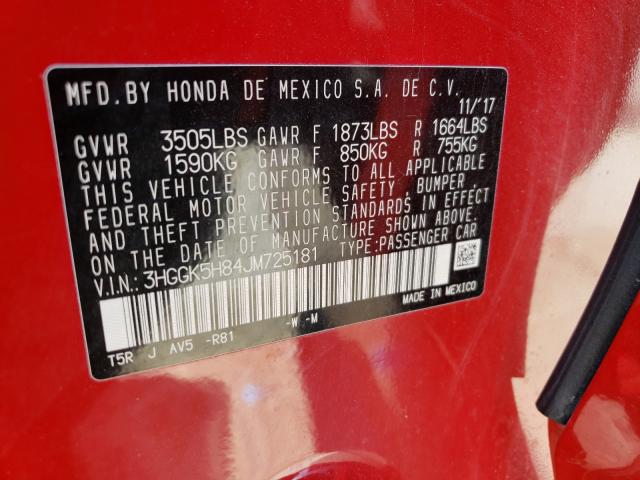 MFD.BY HONDA DE MEXICO S.A. DE C.V.
11/'17
GVWR 3505LBS GAWR F 1873LBS R 1664LBS
GVWR 1590KG GAWR F 850KG R 755KG
THIS VEHICLE CONFORMS TO ALL APPLICABLE
FEDERAL MOTOR VEHICLE SAFETY, BUMPER,
AND THEFT PREVENTION STANDARDS IN EFFECT
ON THE DATE OF MANUFACTURE SHOWN ABOVE.
V.I.N.: 3HGGK5H84JM725181 TYPE:PASSENGER CAR
MADE IN MEXICO
T5R J AV5 -R81 -W -M